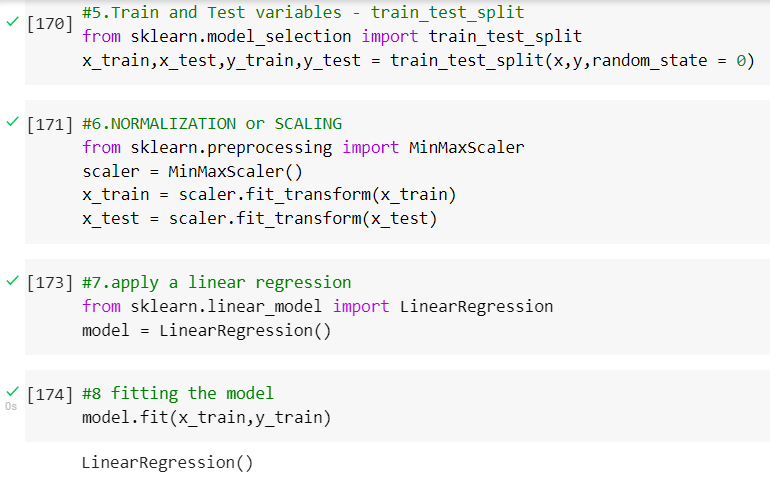 #5.Train and Test variables - train_test_split
[170] from sklearn.model_selection import train_test_split
x_train,x_test,y_train,y_test = train_test_split(x,y,random_state = 0)
[171] #6.NORMALIZATION or SCALING
from sklearn.preprocessing import MinMaxScaler
scaler = MinMaxScaler()
x_train = scaler.fit_transform(x_train)
x_test = scaler.fit_transform(x_test)
[173] #7.apply a linear regression
from sklearn.linear_model import LinearRegression
model = LinearRegression()
[174] #8 fitting the model
0s
model.fit(x_train,y_train)
LinearRegression()